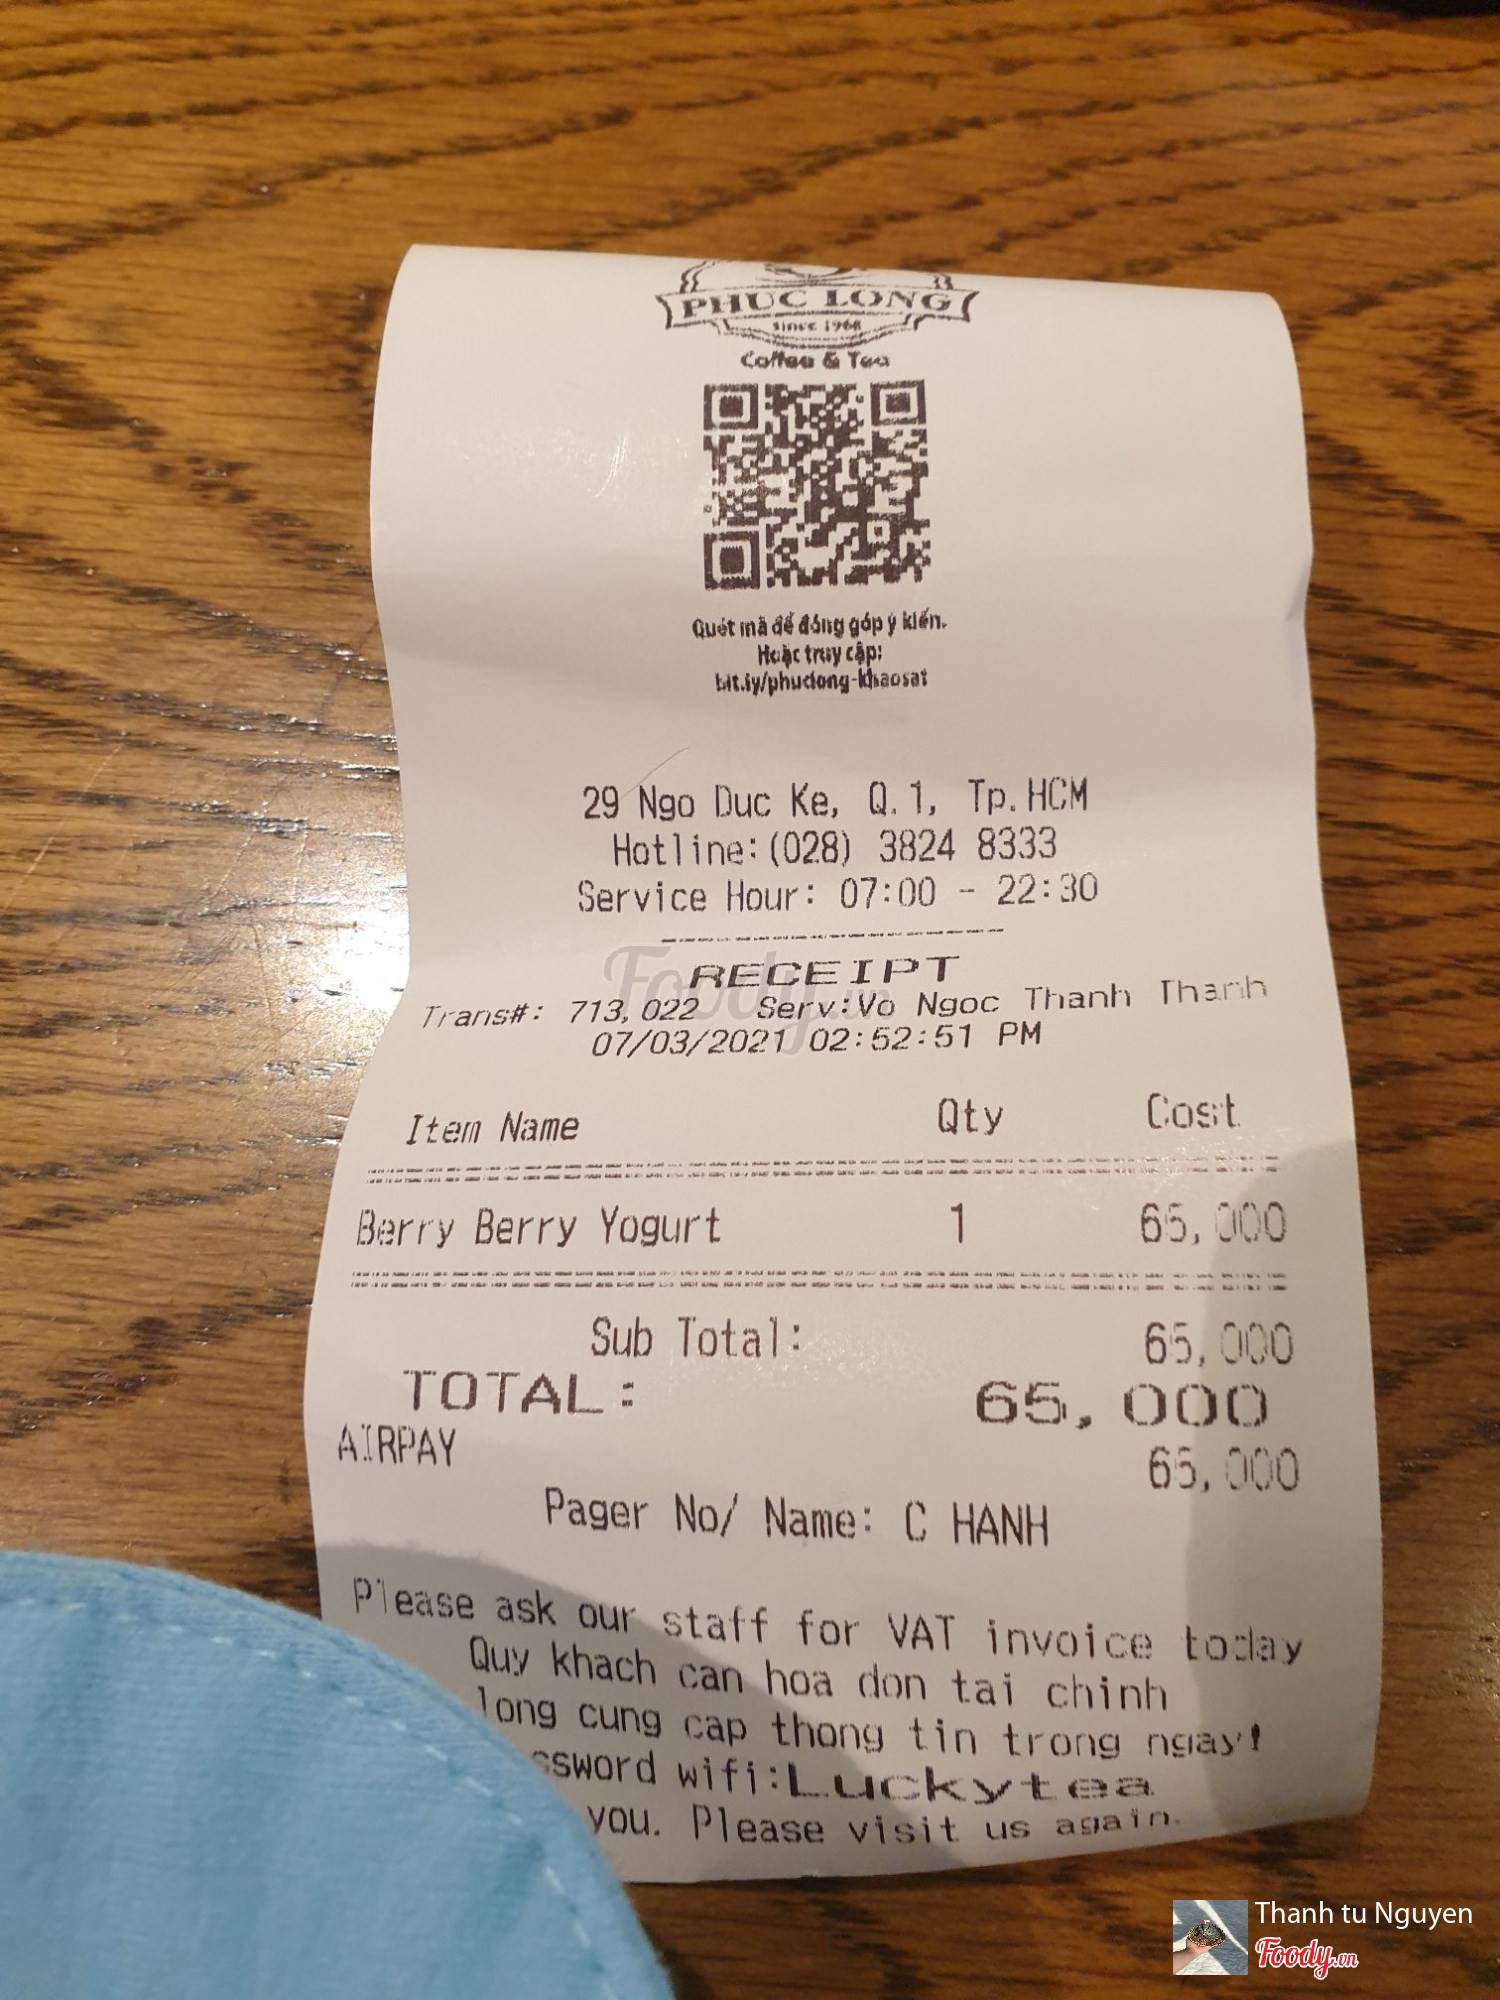 PHUC LONG
since 1968
Coffee & Tea
Quét mã để đóng góp ý kiến.
Hoặc truy cập:
bit.ly/phuclong-khaosat
29 Ngo Duc Ke, Q.1, Tp.HCM
Hotline:(028) 3824 8333
Service Hour: 07:00 - 22:30
RECEIPT
Trans#: 713,022 Serv:Vo Ngoc Thanh Thanh
07/03/2021 02:52:51 PM
Item Name Qty Cost
Berry Berry Yogurt 1 65,000
Sub Total: 65,000
TOTAL: 65,000
AIRPAY 65,000
Pager No/ Name: C HANH
Please ask our staff for VAT invoice today
Quy khach can hoa don tai chinh
long cung cap thong tin trong ngay!
ssword wifi:Luckytea
you. Please visit us again.
Foody.vn
Thanh tu Nguyen
Foody.vn